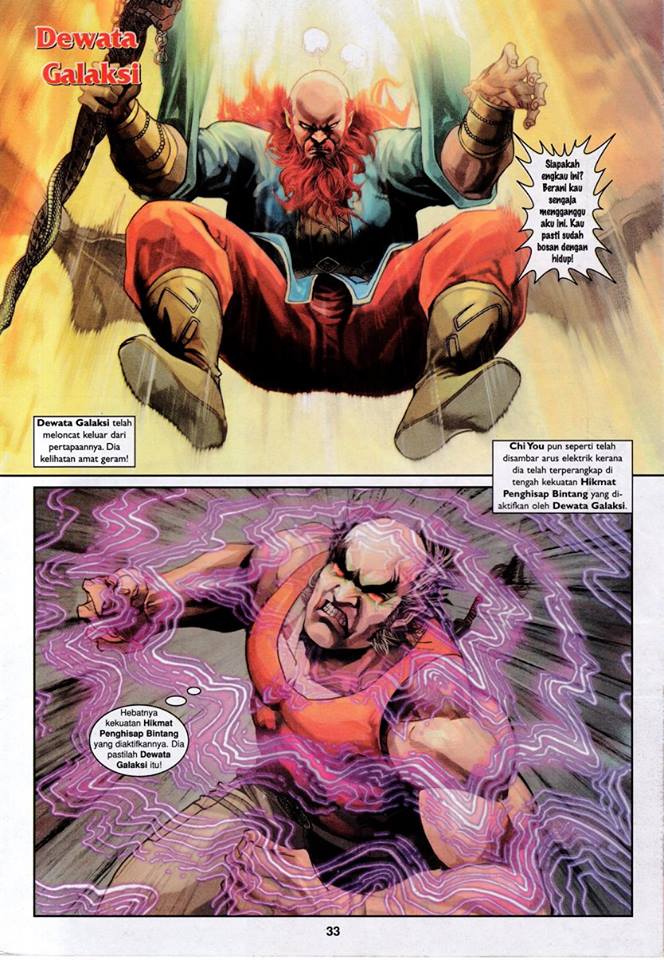 Dewata
Galaksi
Siapakah
engkau ini?
Berani kau
sengaja
mengganggu
aku ini. Kau
pasti sudah
bosan dengan
hidup!
Dewata Galaksi telah
meloncat keluar dari
pertapaannya. Dia
kelihatan amat geram!
Chi You pun seperti telah
disambar arus elektrik kerana
dia telah terperangkap di
tengah kekuatan Hikmat
Penghisap Bintang yang di-
aktifkan oleh Dewata Galaksi.
Hebatnya
kekuatan Hikmat
Penghisap Bintang
yang diaktifkannya. Dia
pastilah Dewata
Galaksi itu!
33